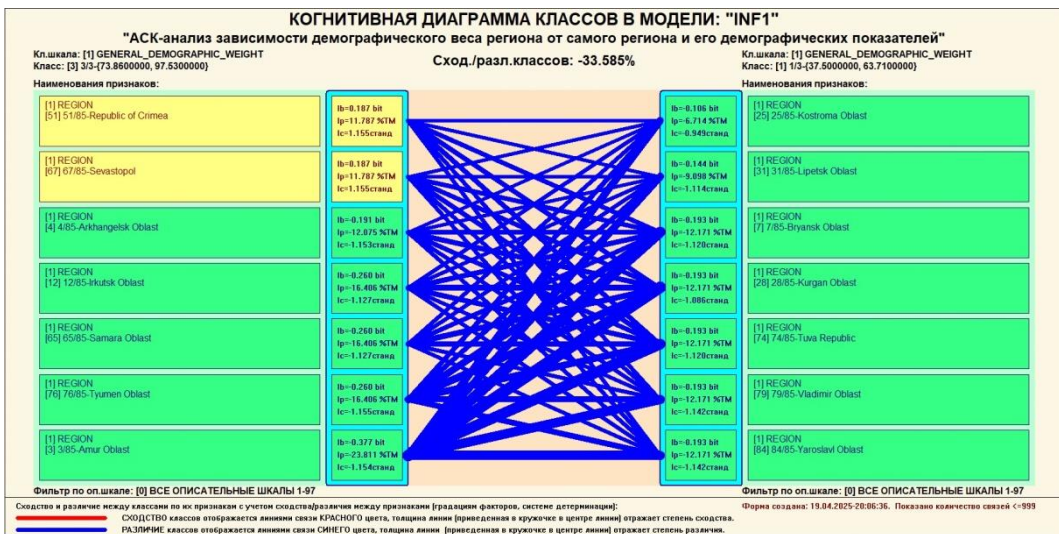 КОГНИТИВНАЯ ДИАГРАММА КЛАССОВ В МОДЕЛИ: "INF1"
"АСК-анализ зависимости демографического веса региона от самого региона и его демографических показателей"
Кл.шкала: [1] GENERAL_DEMOGRAPHIC_WEIGHT
Класс: [3] 3/3-{73.8600000, 97.5300000}
Наименования признаков:
Сход./разл.классов: -33.585%
Кл.шкала: [1] GENERAL_DEMOGRAPHIC_WEIGHT
Класс: [1] 1/3-{37.5000000, 63.7100000}
Наименования признаков:
[1] REGION
[51] 51/85-Republic of Crimea
Ib=0.187 bit
Ip=11.787 %ТМ
Ic=1.155станд
[1] REGION
[67] 67/85-Sevastopol
Ib=0.187 bit
Ip=11.787 %ТМ
Ic=1.155станд
[1] REGION
[4] 4/85-Arkhangelsk Oblast
Ib=-0.191 bit
Ip=-12.075 %ТМ
Ic=-1.153станд
[1] REGION
[12] 12/85-Irkutsk Oblast
Ib=-0.260 bit
Ip=-16.406 %ТМ
Ic=-1.127станд
[1] REGION
[65] 65/85-Samara Oblast
Ib=-0.260 bit
Ip=-16.406 %ТМ
Ic=-1.127станд
[1] REGION
[76] 76/85-Tyumen Oblast
Ib=-0.260 bit
Ip=-16.406 %ТМ
Ic=-1.155станд
[1] REGION
[3] 3/85-Amur Oblast
Ib=-0.377 bit
Ip=-23.811 %ТМ
Ic=-1.154станд
Ib=-0.106 bit
Ip=-6.714 %ТМ
Ic=-0.949станд
[1] REGION
[25] 25/85-Kostroma Oblast
Ib=-0.144 bit
Ip=-9.098 %ТМ
Ic=-1.114станд
[1] REGION
[31] 31/85-Lipetsk Oblast
Ib=-0.193 bit
Ip=-12.171 %ТМ
Ic=-1.120станд
[1] REGION
[7] 7/85-Bryansk Oblast
Ib=-0.193 bit
Ip=-12.171 %ТМ
Ic=-1.086станд
[1] REGION
[28] 28/85-Kurgan Oblast
Ib=-0.193 bit
Ip=-12.171 %ТМ
Ic=-1.120станд
[1] REGION
[74] 74/85-Tuva Republic
Ib=-0.193 bit
Ip=-12.171 %ТМ
Ic=-1.142станд
[1] REGION
[79] 79/85-Vladimir Oblast
Ib=-0.193 bit
Ip=-12.171 %ТМ
Ic=-1.142станд
[1] REGION
[84] 84/85-Yaroslavl Oblast
Фильтр по оп.шкале: [0] ВСЕ ОПИСАТЕЛЬНЫЕ ШКАЛЫ 1-97
Фильтр по оп.шкале: [0] ВСЕ ОПИСАТЕЛЬНЫЕ ШКАЛЫ 1-97
Сходство и различие между классами по их признакам с учетом сходства/различия между признаками (градациям факторов, системе детерминации):
Форма создана: 19.04.2025-20:06:36. Показано количество связей <=999
СХОДСТВО классов отображается линиями связи КРАСНОГО цвета, толщина линии (приведенная в кружочке в центре линии) отражает степень сходства.
РАЗЛИЧИЕ классов отображается линиями связи СИНЕГО цвета, толщина линии (приведенная в кружочке в центре линии) отражает степень различия.